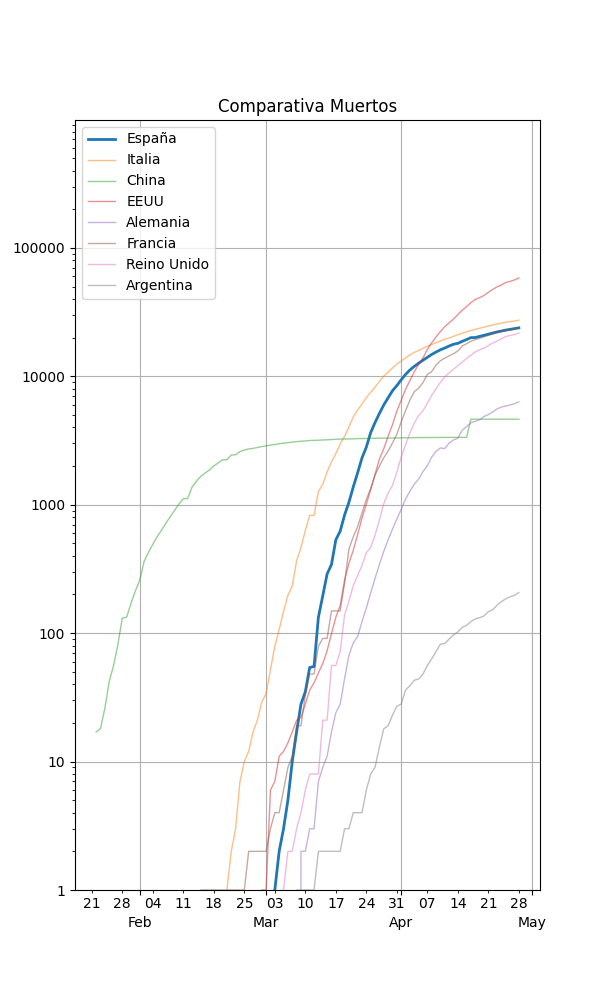 Comparativa Muertos
España
Italia
China
EEUU
Alemania
Francia
Reino Unido
Argentina
100000
10000
1000
100
10
1
21 28 04 11 18 25 03 10 17 24 31 07 14 21 28
Feb Mar Apr May